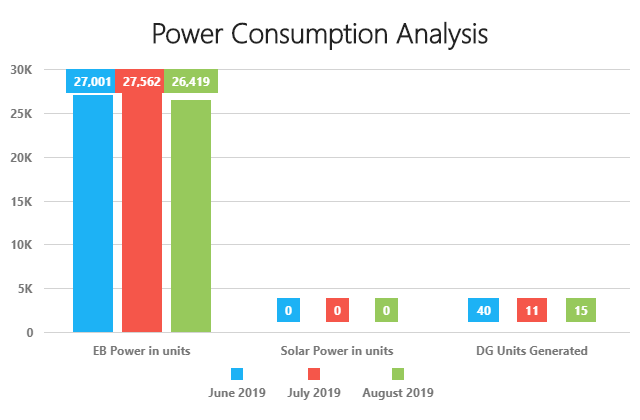 Power Consumption Analysis
30K
27,001 27,562 26,419
25K
20K
15K
10K
5K
0 0 0 40 11 15
0
EB Power in units Solar Power in units DG Units Generated
June 2019 July 2019 August 2019